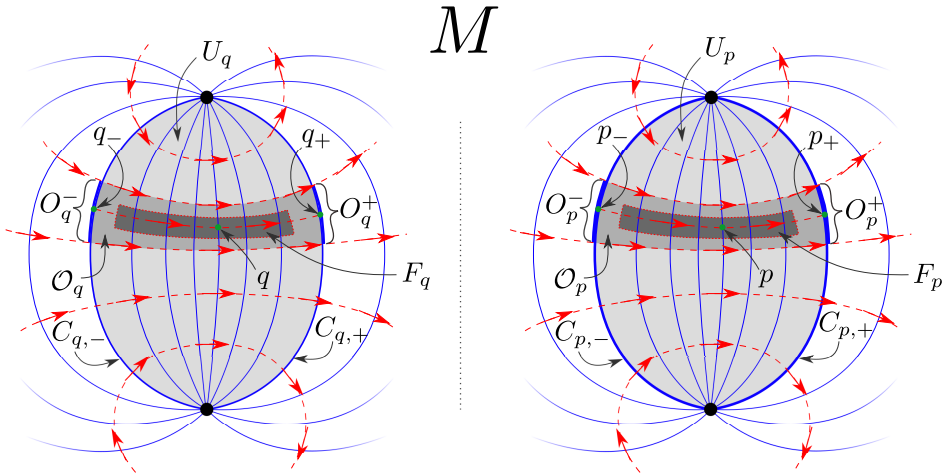 M
U_q
q_-
q_+
O_q^-
O_q^+
𝒪_q
q
F_q
C_{q,-}
C_{q,+}
U_p
p_-
p_+
O_p^-
O_p^+
𝒪_p
p
F_p
C_{p,-}
C_{p,+}